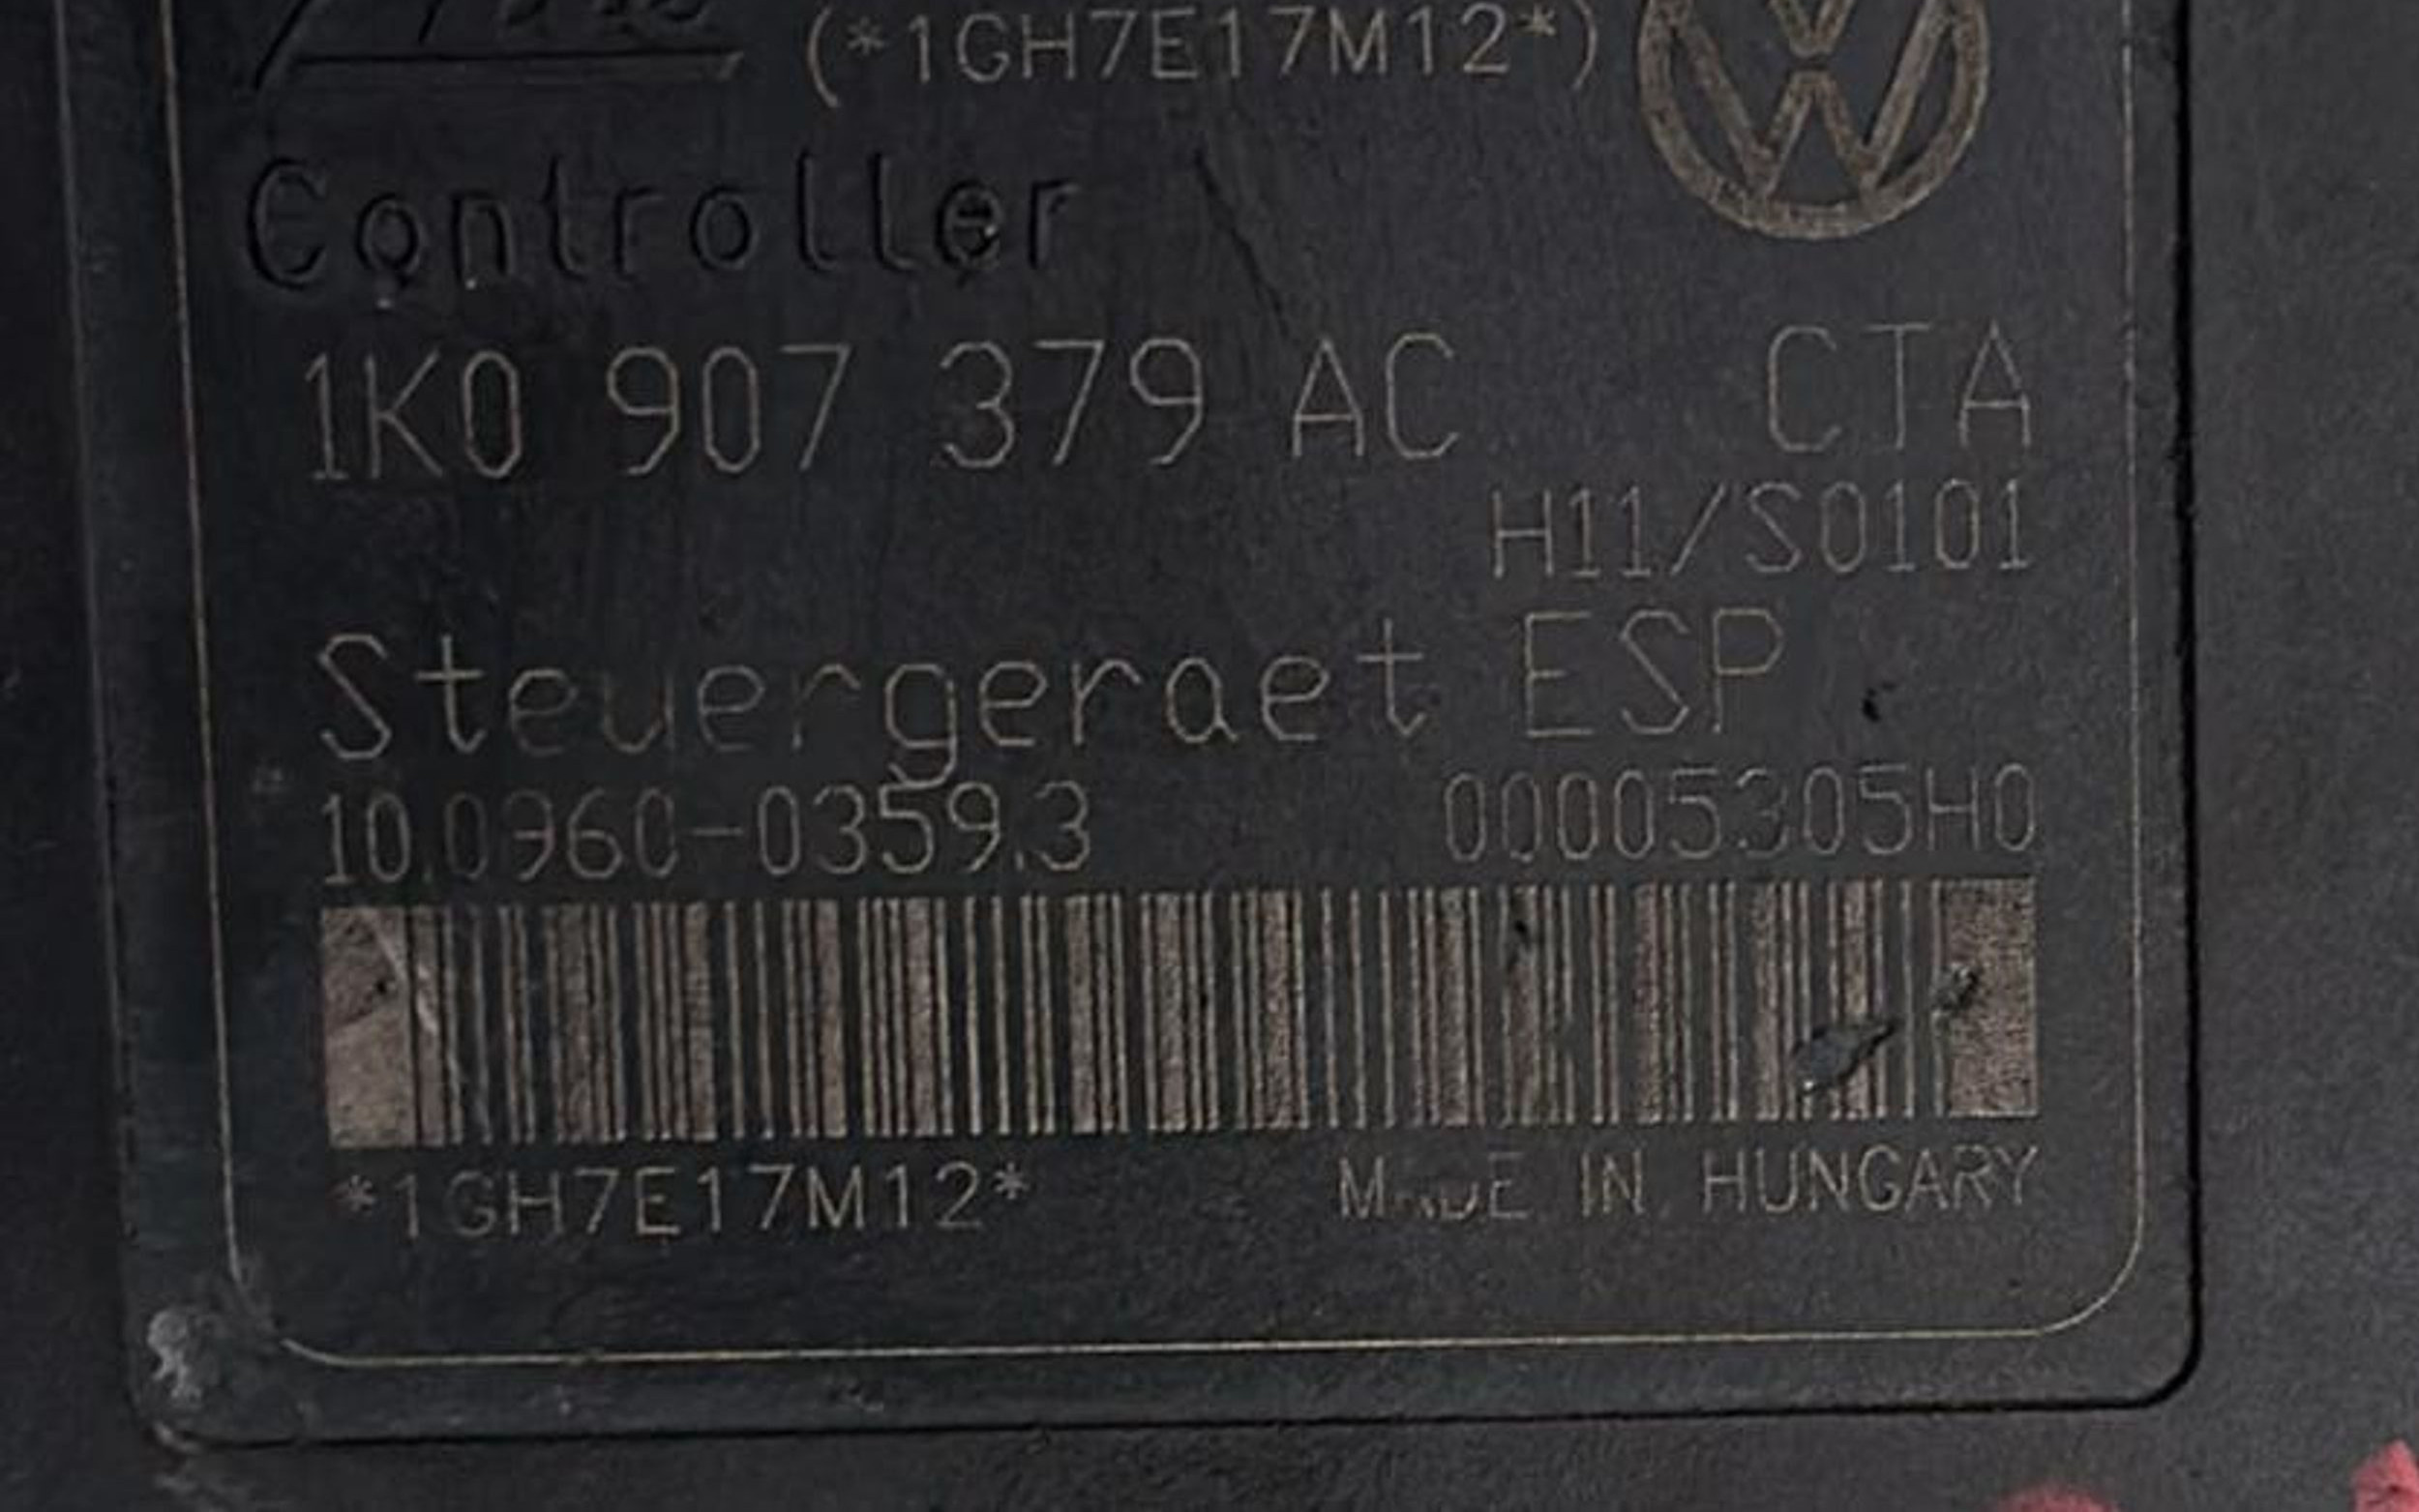 (*1GH7E17M12*)
Controller
1K0 907 379 AC CTA
H11/S0101
Steuergeraet ESP
10.0960-0359.3 00005305H0
*1GH7E17M12* MADE IN HUNGARY